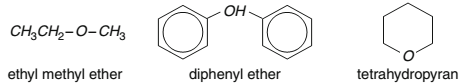 CH₃CH₂–O–CH₃
OH
O
ethyl methyl ether
diphenyl ether
tetrahydropyran